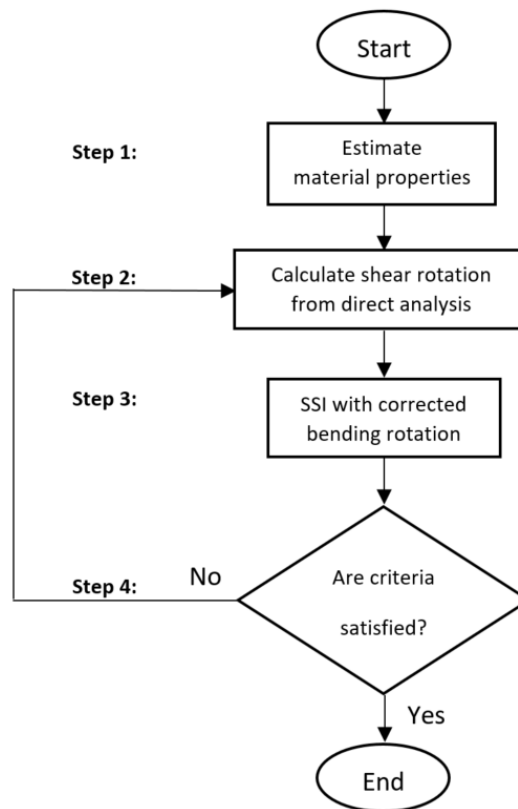 Start
Step 1:
Estimate
material properties
Step 2:
Calculate shear rotation
from direct analysis
Step 3:
SSI with corrected
bending rotation
Step 4:
No
Are criteria
satisfied?
Yes
End